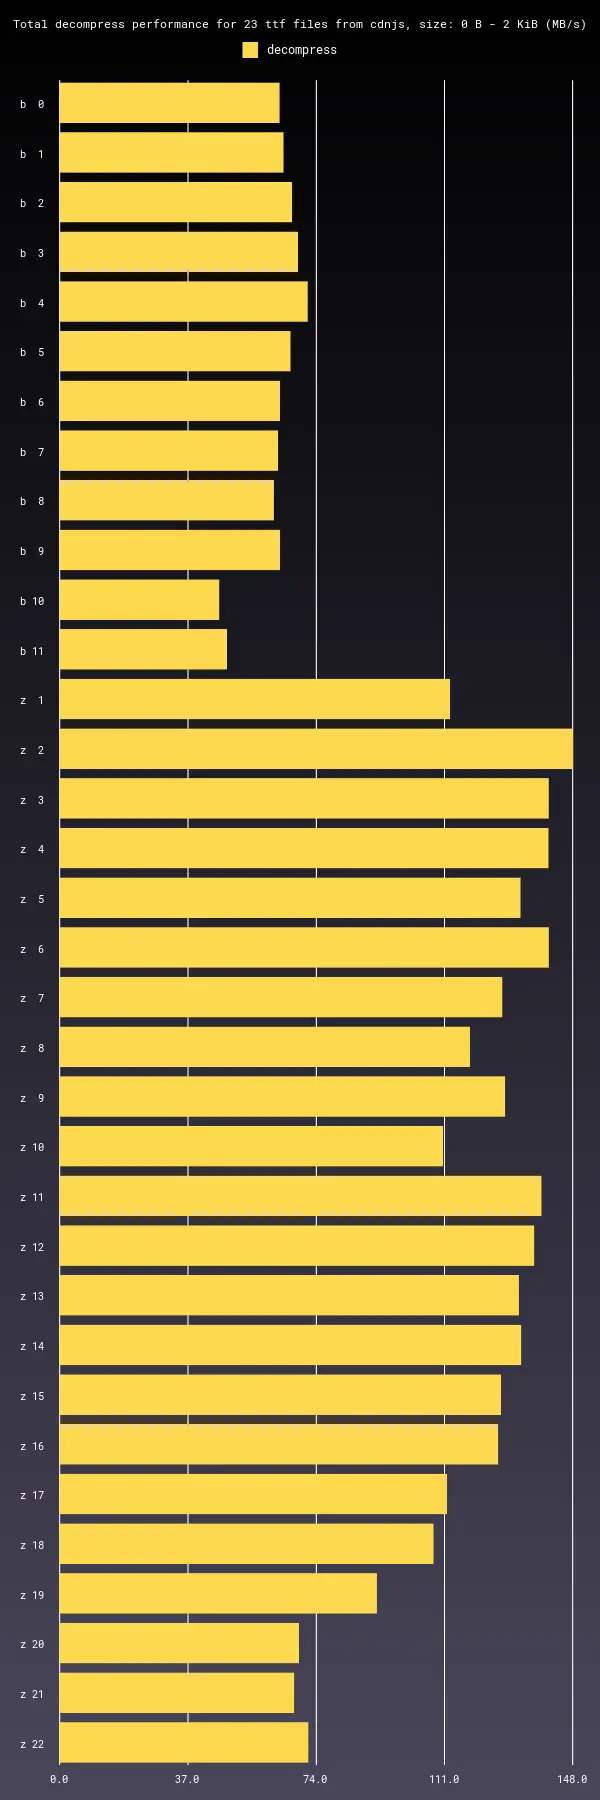 Total decompress performance for 23 ttf files from cdnjs, size: 0 B - 2 KiB (MB/s)
decompress
b 0
b 1
b 2
b 3
b 4
b 5
b 6
b 7
b 8
b 9
b 10
b 11
z 1
z 2
z 3
z 4
z 5
z 6
z 7
z 8
z 9
z 10
z 11
z 12
z 13
z 14
z 15
z 16
z 17
z 18
z 19
z 20
z 21
z 22
0.0 37.0 74.0 111.0 148.0